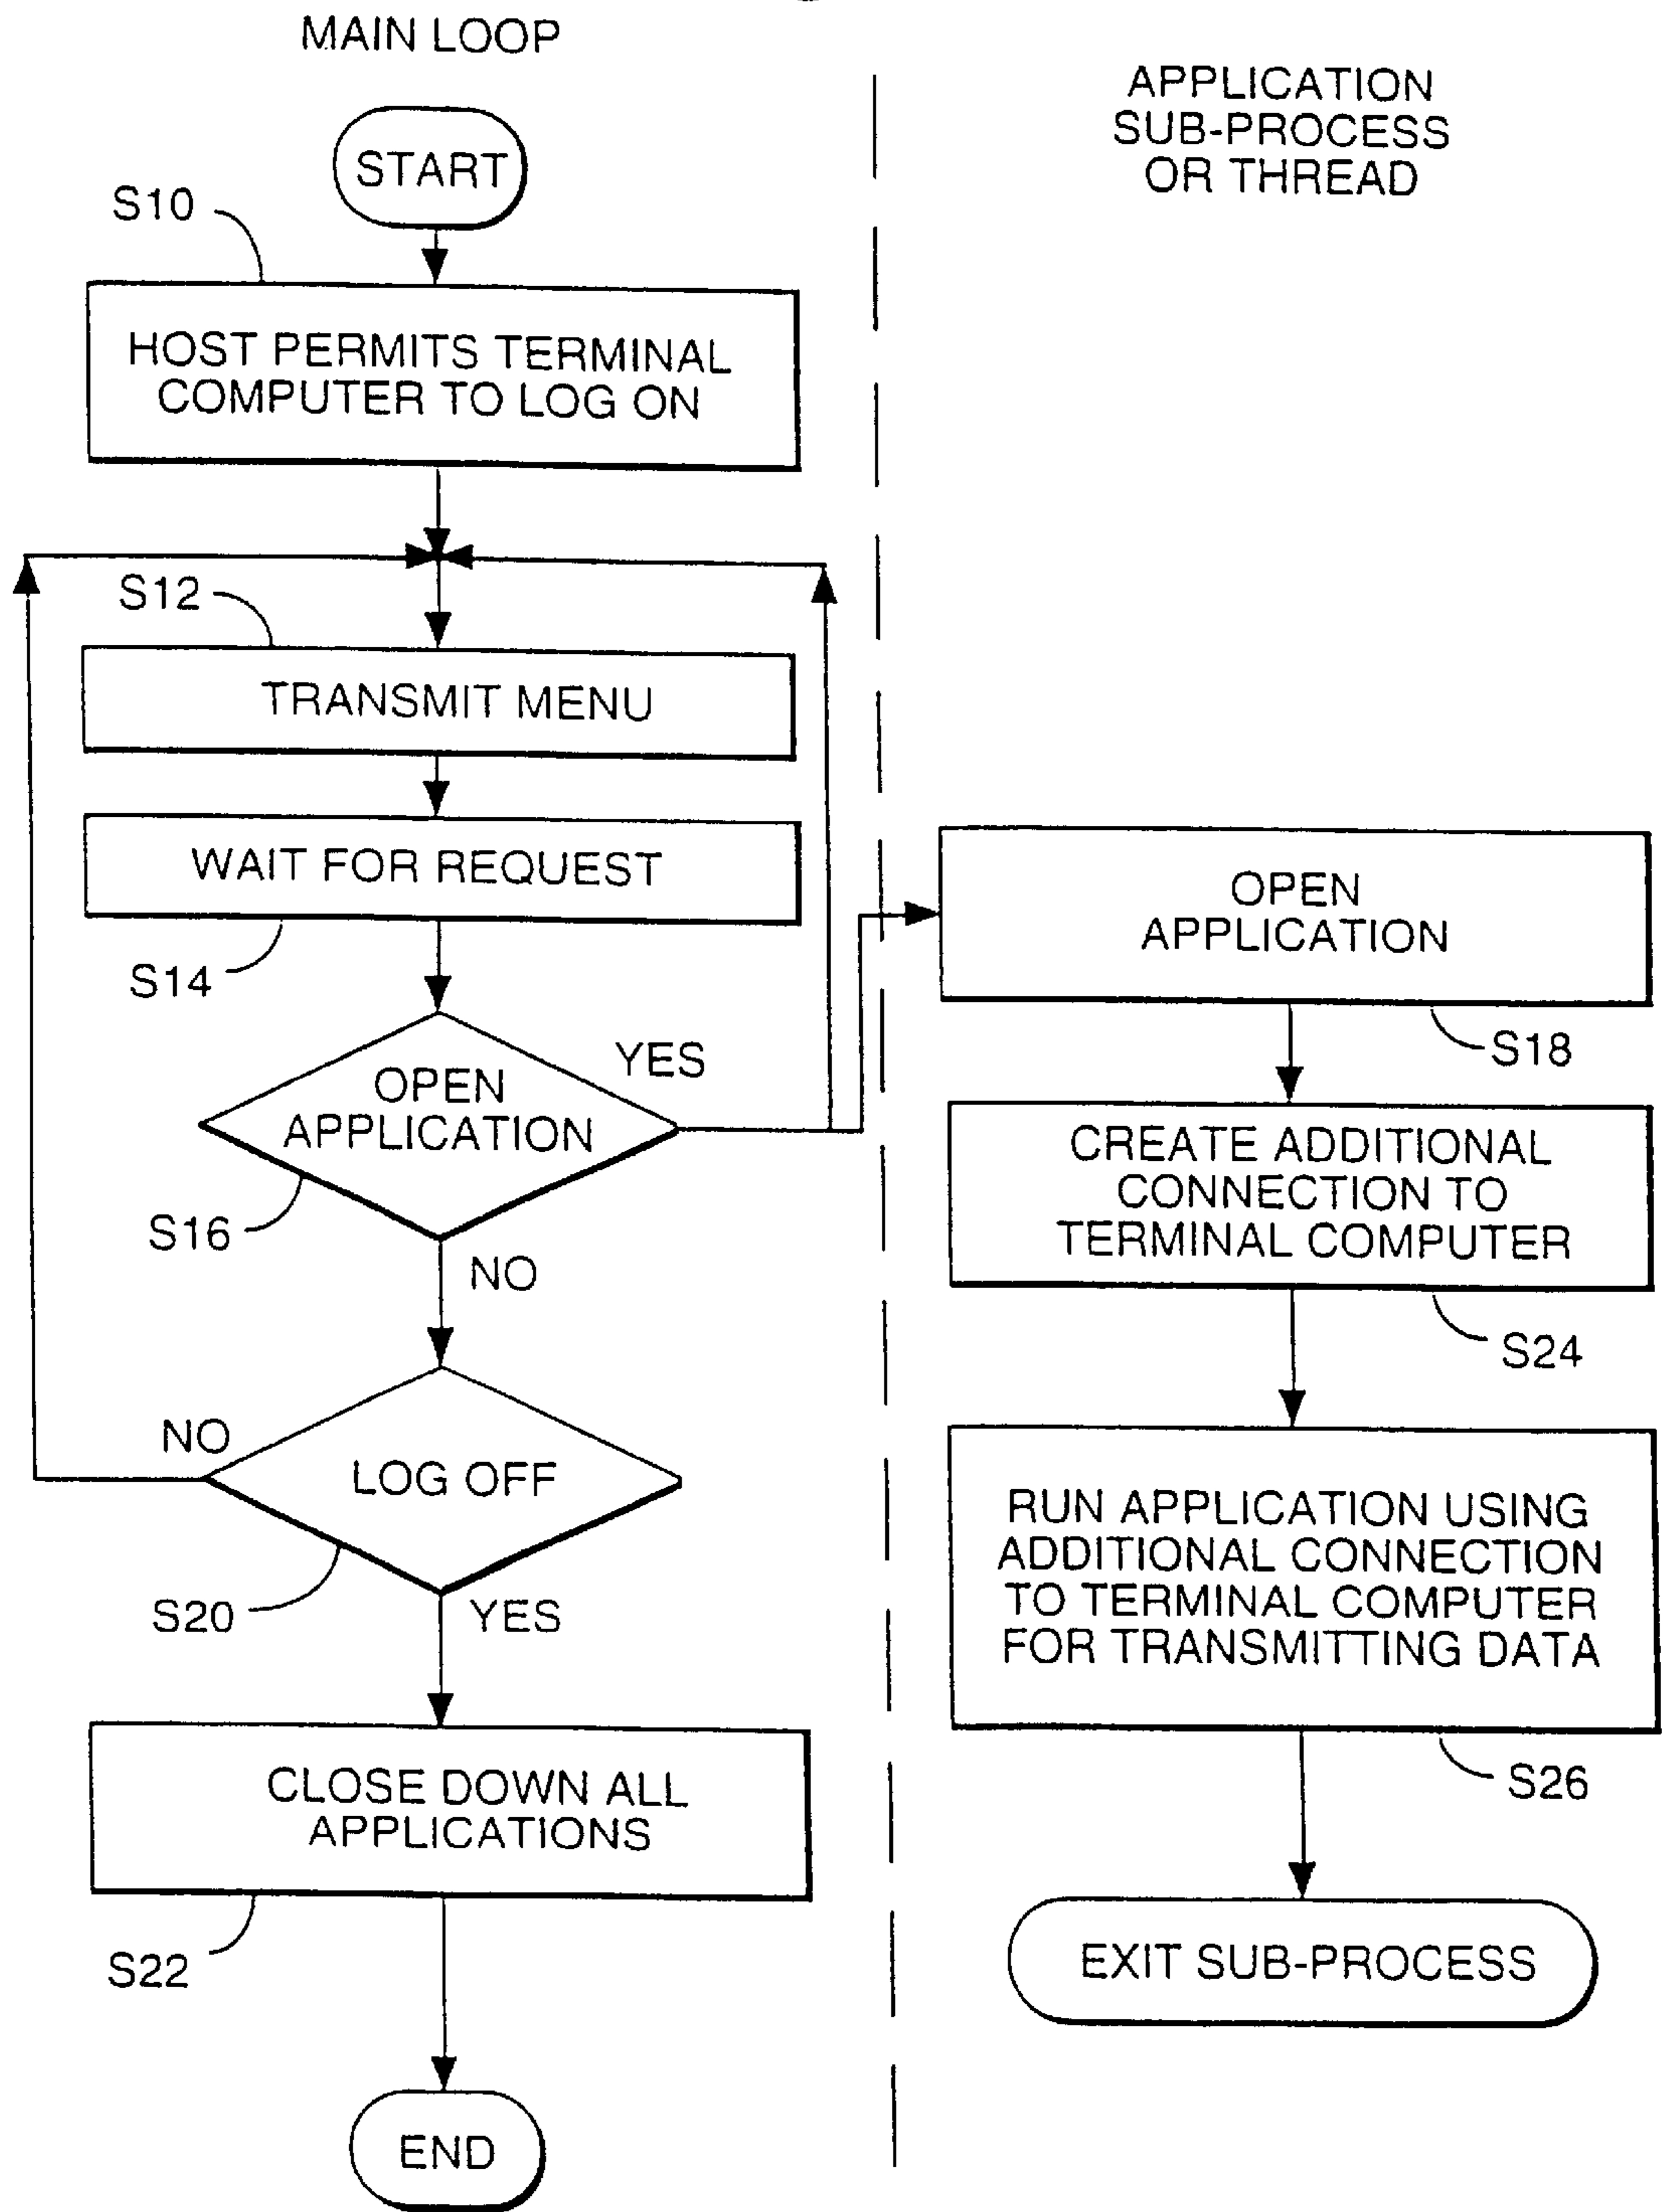 MAIN LOOP
START
S10
HOST PERMITS TERMINAL
COMPUTER TO LOG ON
S12
TRANSMIT MENU
WAIT FOR REQUEST
S14
OPEN
APPLICATION
YES
S16
NO
NO
LOG OFF
S20
YES
CLOSE DOWN ALL
APPLICATIONS
S22
END
APPLICATION
SUB-PROCESS
OR THREAD
OPEN
APPLICATION
S18
CREATE ADDITIONAL
CONNECTION TO
TERMINAL COMPUTER
S24
RUN APPLICATION USING
ADDITIONAL CONNECTION
TO TERMINAL COMPUTER
FOR TRANSMITTING DATA
S26
EXIT SUB-PROCESS